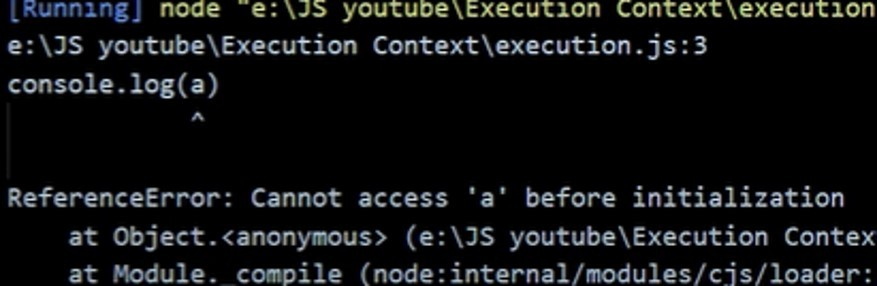 [Running] node "e:\JS youtube\Execution Context\execution
e:\JS youtube\Execution Context\execution.js:3
console.log(a)
^
ReferenceError: Cannot access 'a' before initialization
at Object.<anonymous> (e:\JS youtube\Execution Contex
at Module._compile (node:internal/modules/cjs/loader: